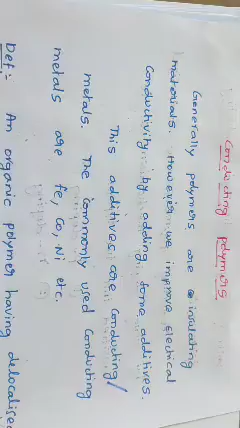 Conducting polymers
Generally polymers are insulating
materials. However we improve electrical
conductivity by adding some additives.
This additives are conducting/
metals. The commonly used conducting
metals are Fe, Co, Ni etc.
Def:- An organic polymer having delocalise